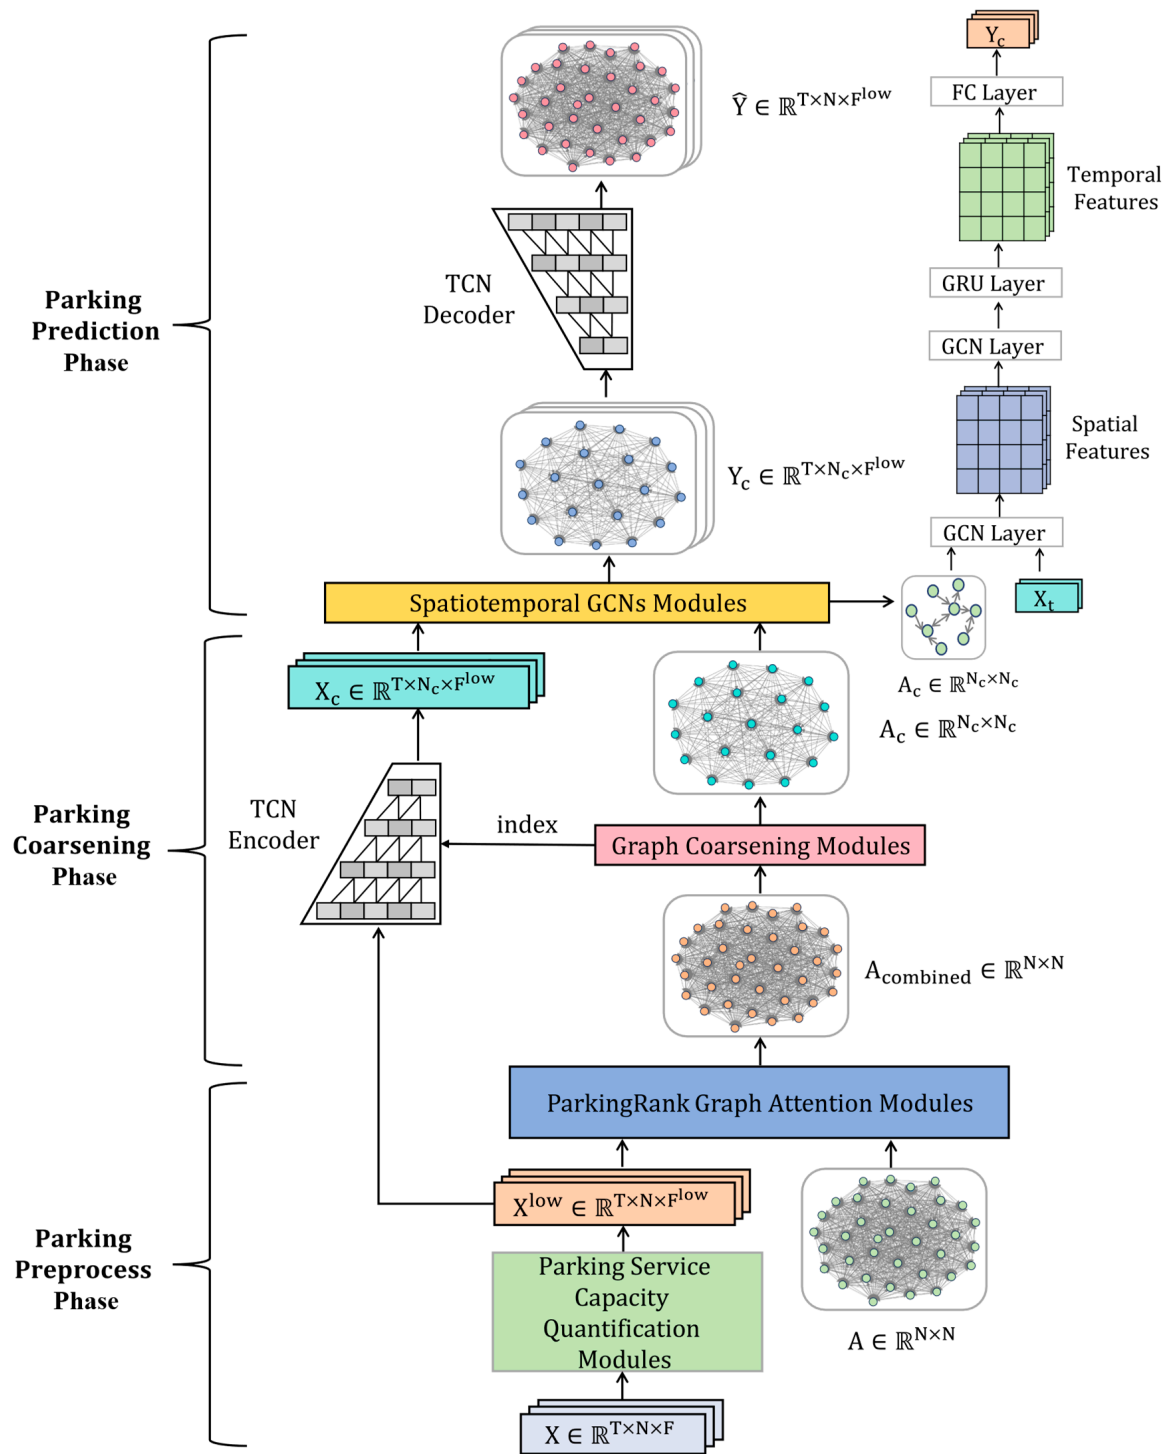 Y_c
FC Layer
Ŷ ∈ ℝ^{T×N×F^{low}}
Temporal
Features
TCN
Decoder
GRU Layer
Parking
Prediction
Phase
GCN Layer
Y_c ∈ ℝ^{T×N_c×F^{low}}
Spatial
Features
GCN Layer
Spatiotemporal GCNs Modules
X_t
X_c ∈ ℝ^{T×N_c×F^{low}}
A_c ∈ ℝ^{N_c×N_c}
A_c ∈ ℝ^{N_c×N_c}
Parking
Coarsening
Phase
TCN
Encoder
index
Graph Coarsening Modules
A_{combined} ∈ ℝ^{N×N}
ParkingRank Graph Attention Modules
X^{low} ∈ ℝ^{T×N×F^{low}}
Parking
Preprocess
Phase
Parking Service
Capacity
Quantification
Modules
A ∈ ℝ^{N×N}
X ∈ ℝ^{T×N×F}